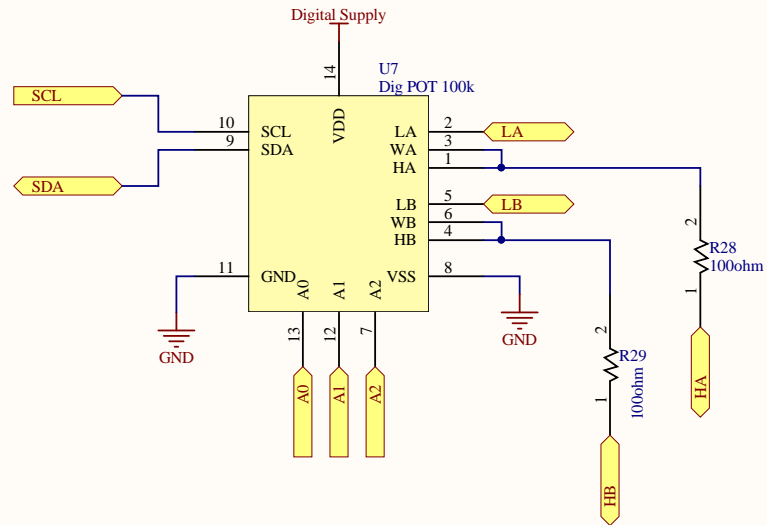 Digital Supply
U7
Dig POT 100k
14
VDD
SCL
10
SCL
9
SDA
SDA
LA
2
LA
WA
3
HA
1
LB
5
LB
WB
6
HB
4
11
GND
VSS
8
A0
A1
A2
GND
GND
13
12
7
A0
A1
A2
2
R28
100ohm
1
HA
2
R29
100ohm
1
HB